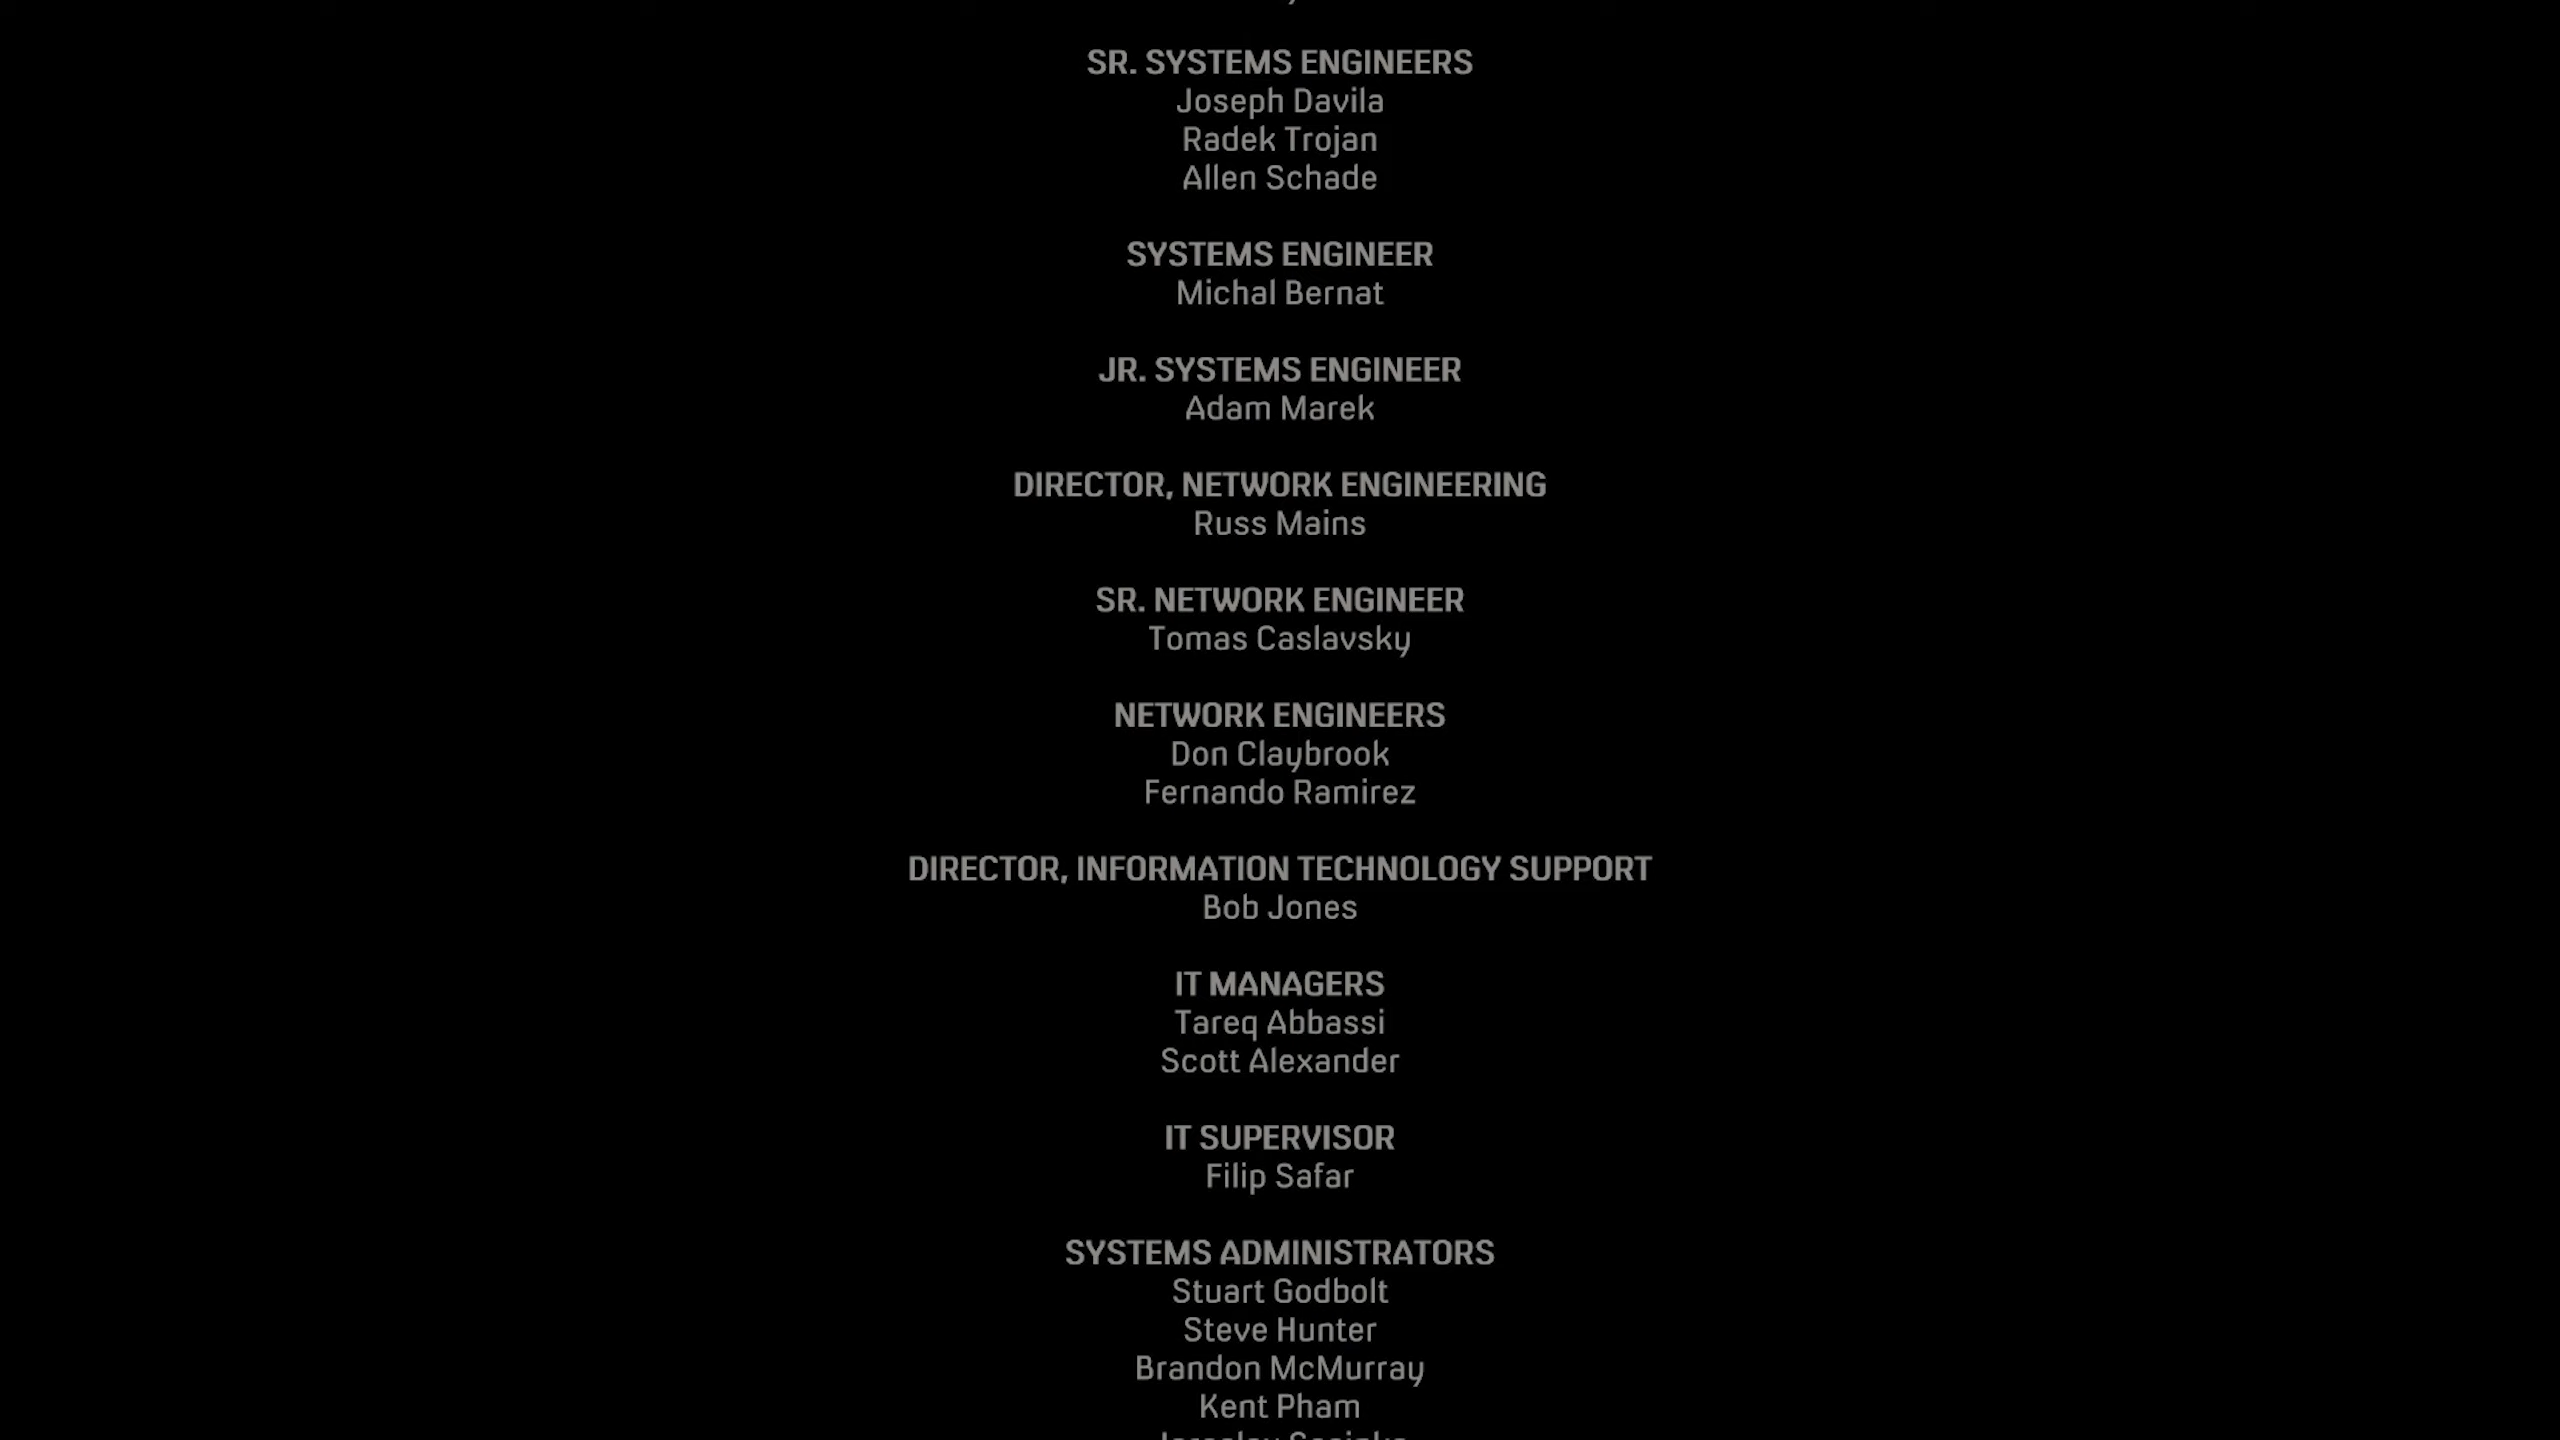 SR. SYSTEMS ENGINEERS
Joseph Davila
Radek Trojan
Allen Schade
SYSTEMS ENGINEER
Michal Bernat
JR. SYSTEMS ENGINEER
Adam Marek
DIRECTOR, NETWORK ENGINEERING
Russ Mains
SR. NETWORK ENGINEER
Tomas Caslavsky
NETWORK ENGINEERS
Don Claybrook
Fernando Ramirez
DIRECTOR, INFORMATION TECHNOLOGY SUPPORT
Bob Jones
IT MANAGERS
Tareq Abbassi
Scott Alexander
IT SUPERVISOR
Filip Safar
SYSTEMS ADMINISTRATORS
Stuart Godbolt
Steve Hunter
Brandon McMurray
Kent Pham